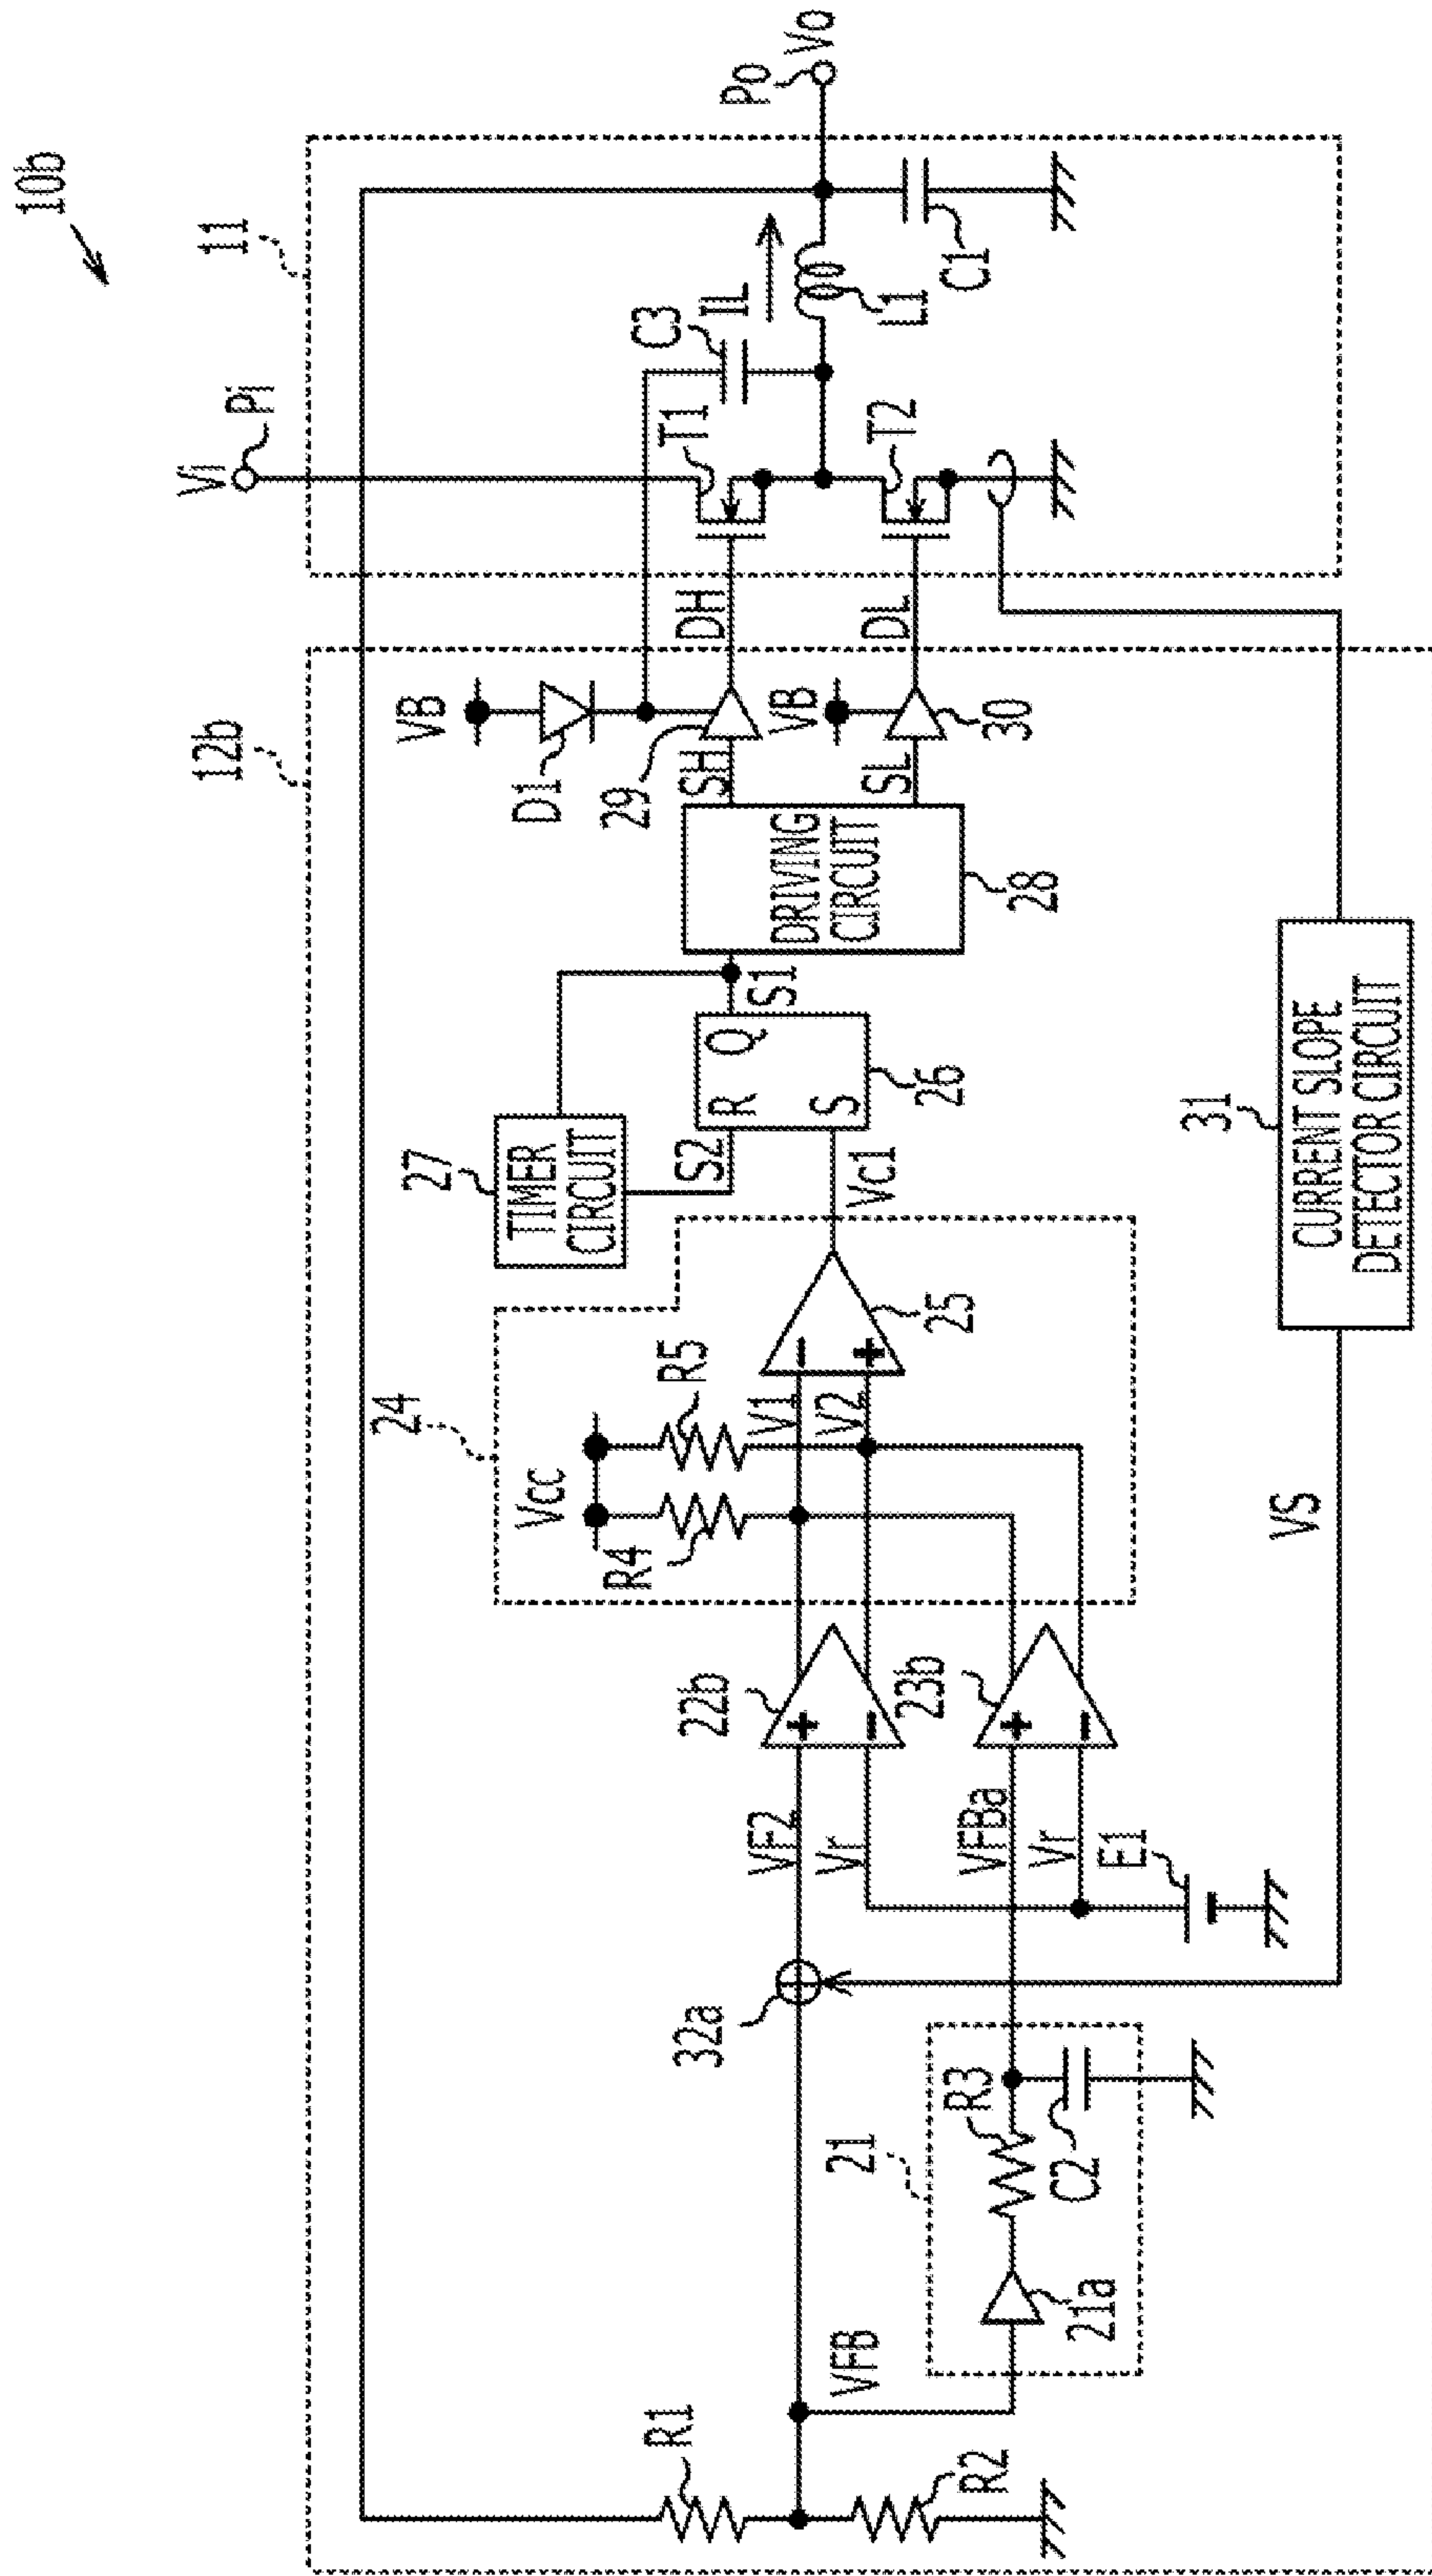 10b
11
12b
Vi
Pi
Po
Vo
C3
IL
T1
T2
L1
C1
VB
D1
29
SH
DH
VB
30
SL
DL
DRIVING
CIRCUIT
28
S1
Q
R
S
26
27
TIMER
CIRCUIT
S2
Vc1
24
Vcc
R4
R5
V1
V2
25
22b
23b
VF2
Vr
VFBa
Vr
E1
32a
VS
31
CURRENT SLOPE
DETECTOR CIRCUIT
21
R3
C2
21a
VFB
R1
R2